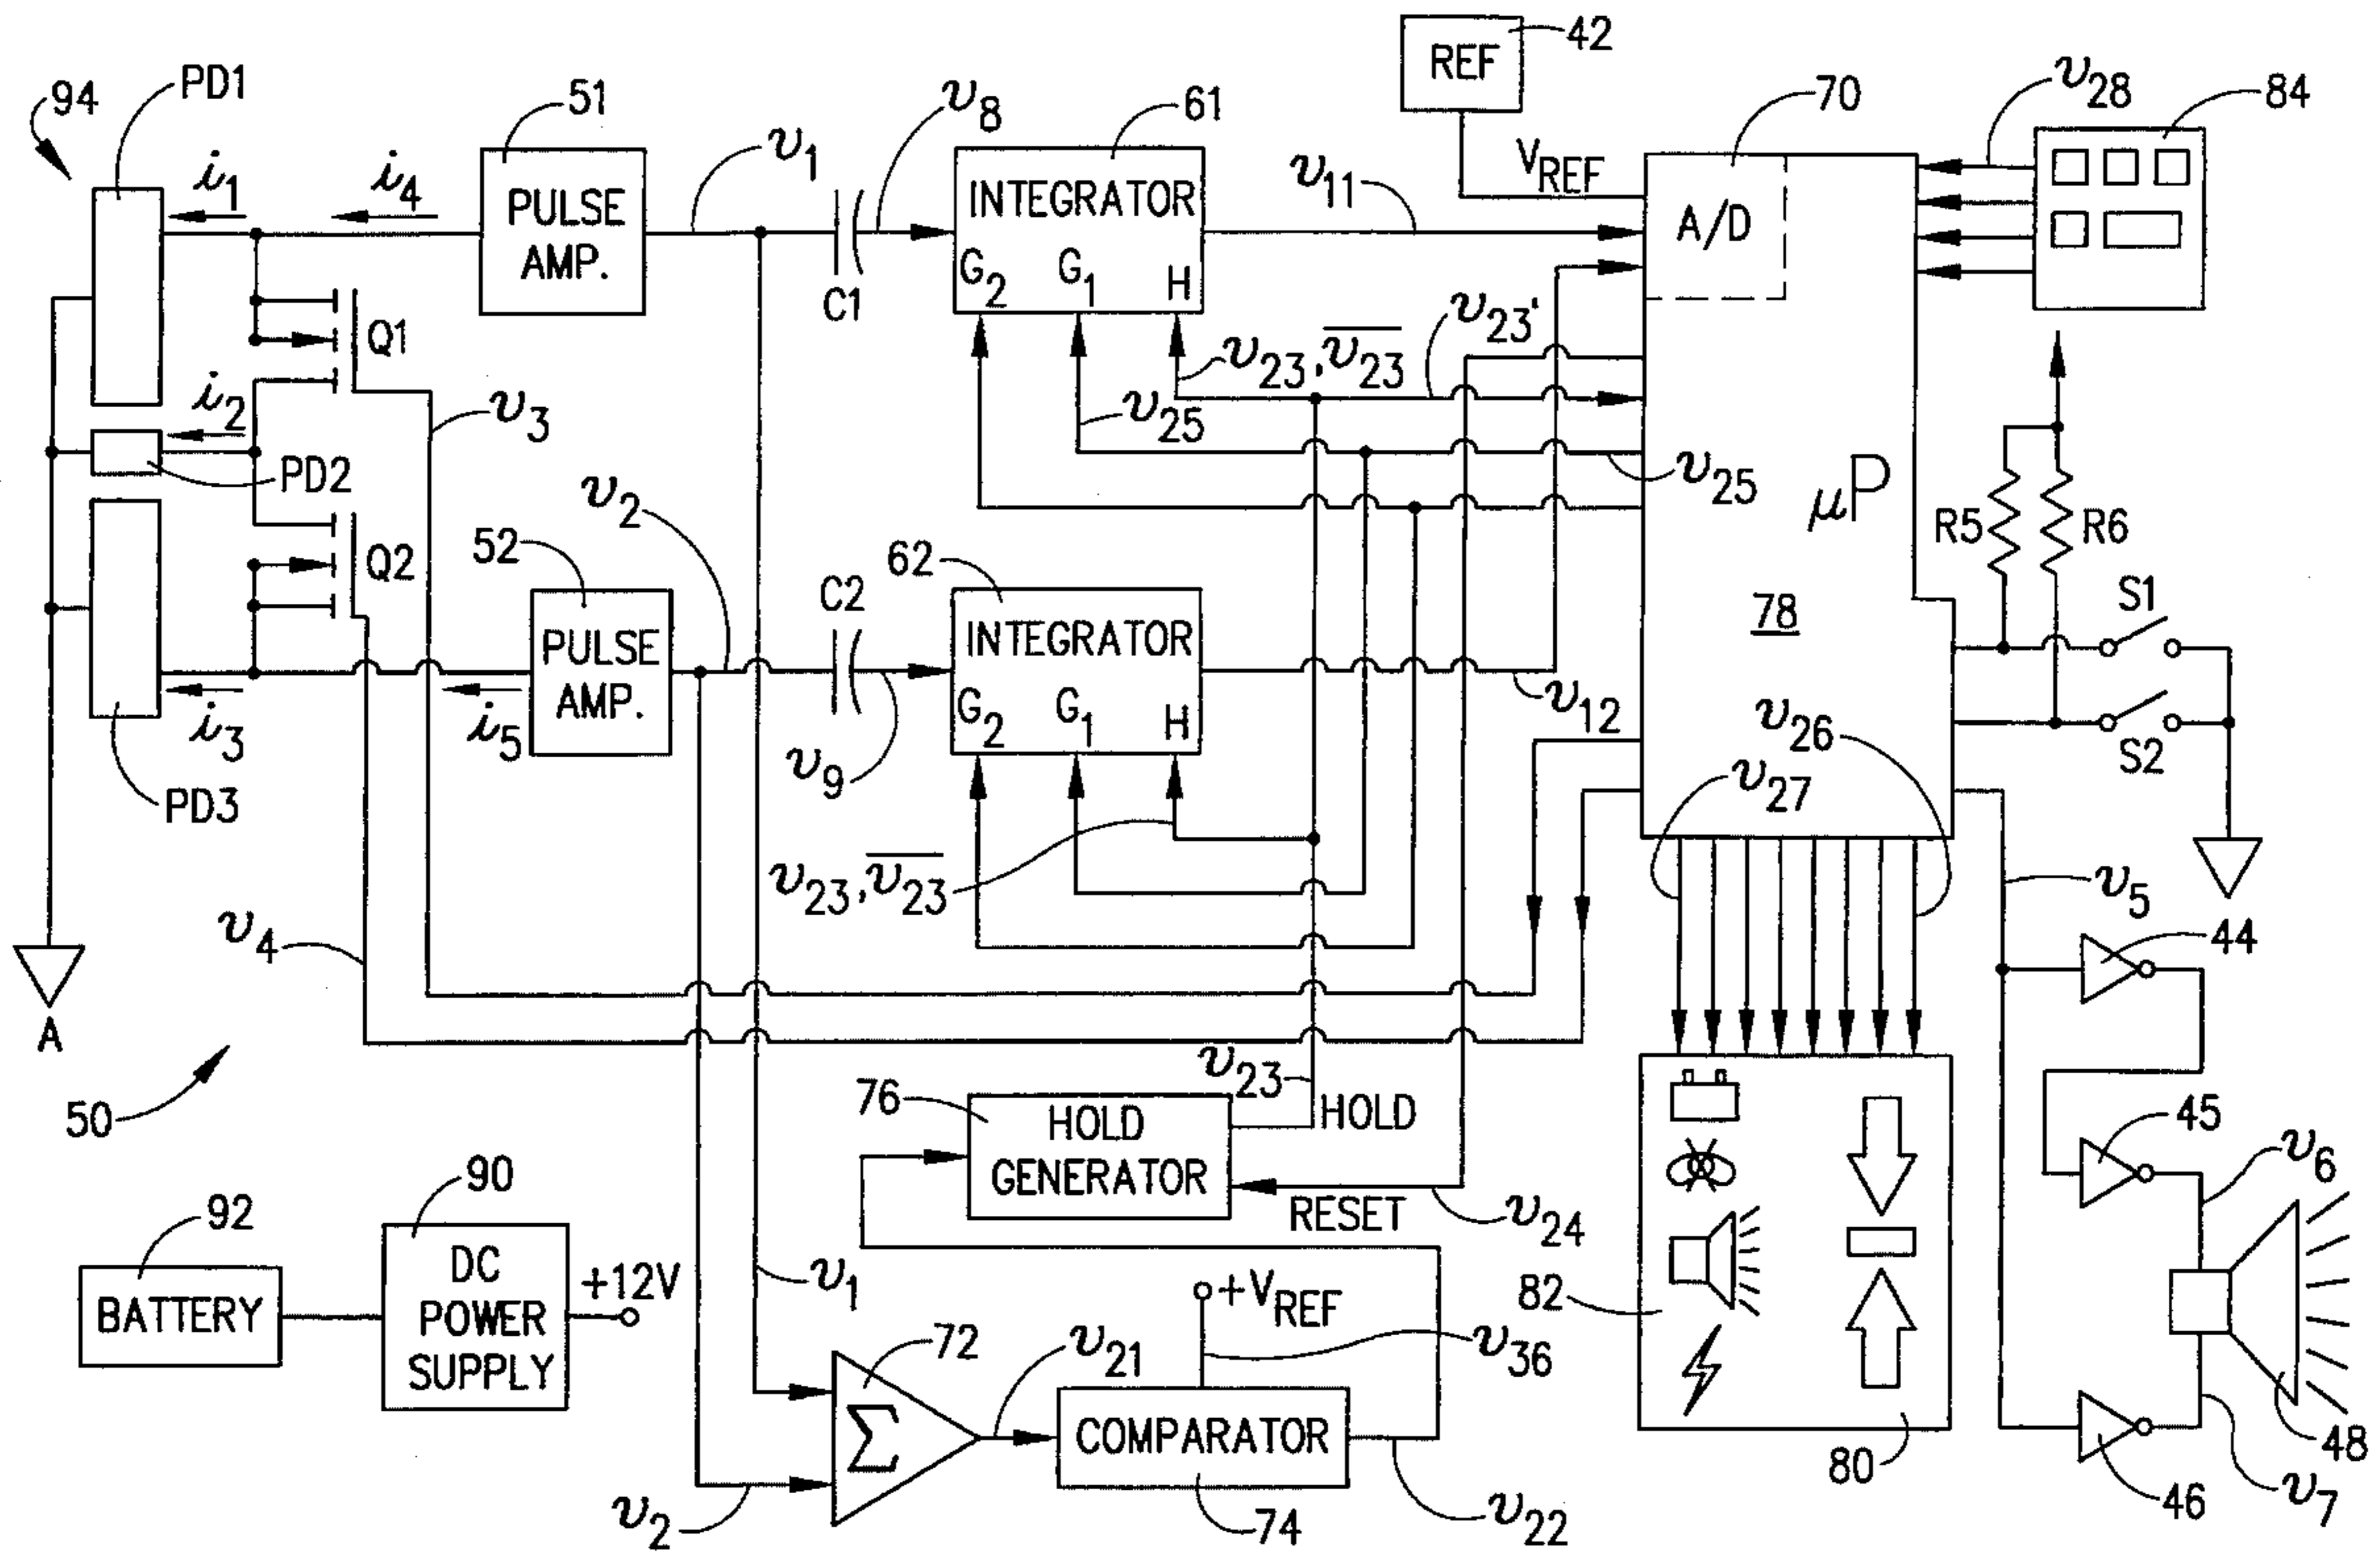 94
PD1
i1
i4
51
PULSE
AMP.
v1
v8
C1
61
INTEGRATOR
G2 G1 H
v11
REF
42
VREF
70
A/D
v28
84
Q1
i2
v3
PD2
v25
v23, v̅23̅
v23'
v25
μP
78
R5
R6
S1
S2
Q2
v2
52
PULSE
AMP.
C2
62
INTEGRATOR
G2 G1 H
v12
i3
i5
PD3
v9
v23, v̅23̅
v4
A
50
v26
v27
v5
44
45
v6
v7
46
48
v23
HOLD
76
HOLD
GENERATOR
RESET
v24
92
BATTERY
90
DC
POWER
SUPPLY
+12V
v1
v2
72
Σ
v21
+VREF
v36
COMPARATOR
74
v22
82
80